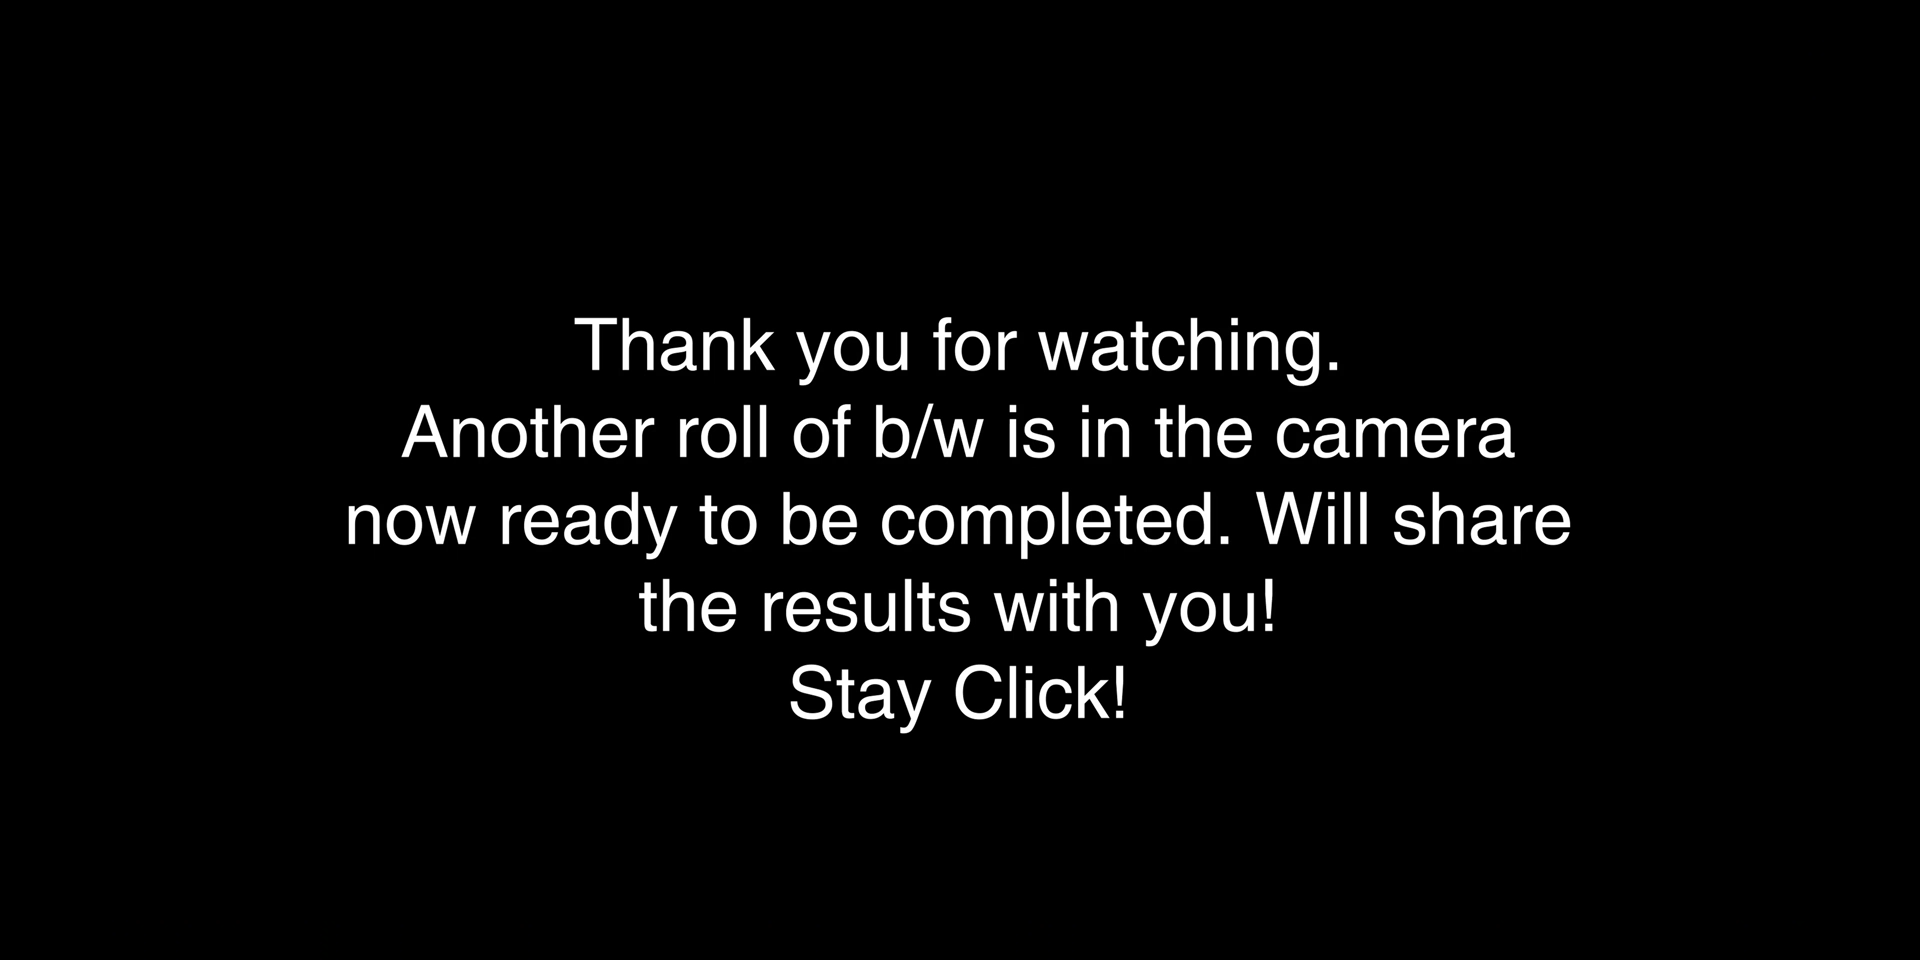 Thank you for watching.
Another roll of b/w is in the camera
now ready to be completed. Will share
the results with you!
Stay Click!